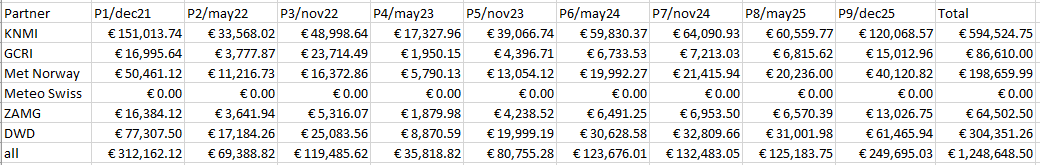 Partner P1/dec21 P2/may22 P3/nov22 P4/may23 P5/nov23 P6/may24 P7/nov24 P8/may25 P9/dec25 Total
KNMI € 151,013.74 € 33,568.02 € 48,998.64 € 17,327.96 € 39,066.74 € 59,830.37 € 64,090.93 € 60,559.77 € 120,068.57 € 594,524.75
GCRI € 16,995.64 € 3,777.87 € 23,714.49 € 1,950.15 € 4,396.71 € 6,733.53 € 7,213.03 € 6,815.62 € 15,012.96 € 86,610.00
Met Norway € 50,461.12 € 11,216.73 € 16,372.86 € 5,790.13 € 13,054.12 € 19,992.27 € 21,415.94 € 20,236.00 € 40,120.82 € 198,659.99
Meteo Swiss € 0.00 € 0.00 € 0.00 € 0.00 € 0.00 € 0.00 € 0.00 € 0.00 € 0.00 € 0.00
ZAMG € 16,384.12 € 3,641.94 € 5,316.07 € 1,879.98 € 4,238.52 € 6,491.25 € 6,953.50 € 6,570.39 € 13,026.75 € 64,502.50
DWD € 77,307.50 € 17,184.26 € 25,083.56 € 8,870.59 € 19,999.19 € 30,628.58 € 32,809.66 € 31,001.98 € 61,465.94 € 304,351.26
all € 312,162.12 € 69,388.82 € 119,485.62 € 35,818.82 € 80,755.28 € 123,676.01 € 132,483.05 € 125,183.75 € 249,695.03 € 1,248,648.50